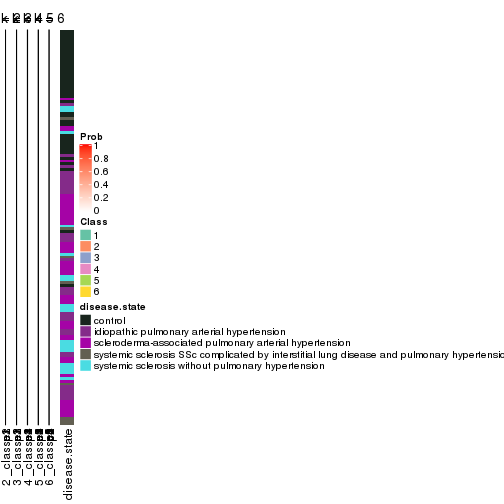 6
Prob
1
0.8
0.6
0.4
0.2
0
Class
1
2
3
4
5
6
disease.state
control
idiopathic pulmonary arterial hypertension
scleroderma-associated pulmonary arterial hypertension
systemic sclerosis SSc complicated by interstitial lung disease and pulmonary hypertensio
systemic sclerosis without pulmonary hypertension
disease.state